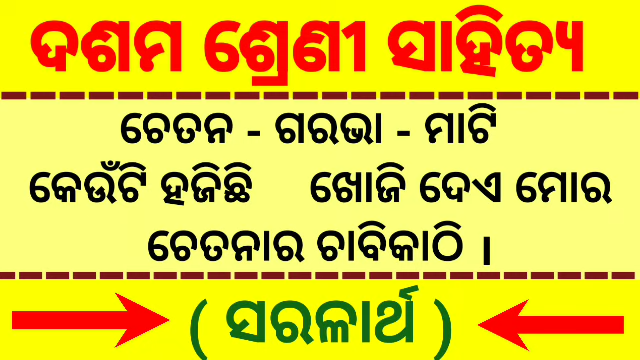 ଦଶମ ଶ୍ରେଣୀ ସାହିତ୍ୟ
ଚେତନ - ଗରଭା - ମାଟି
କେଉଁଟି ହଜିଛି ଖୋଜି ଦେଏ ମୋର
ଚେତନାର ଚାବିକାଠି ।
( ସରଳାର୍ଥ )